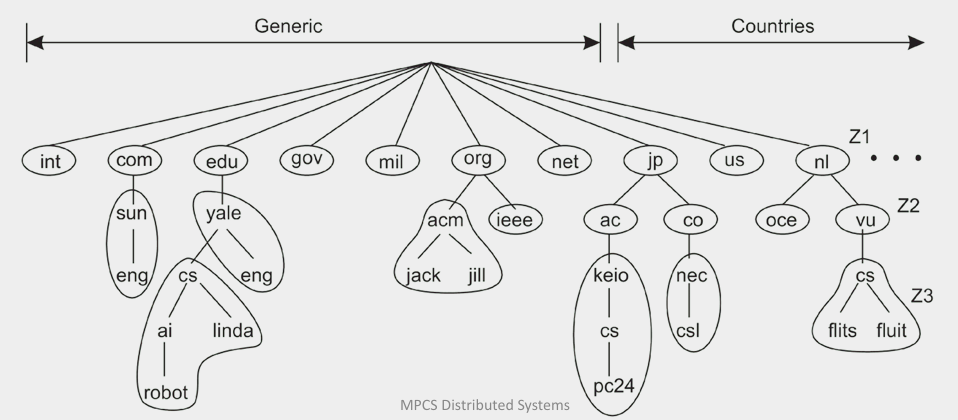 Generic Countries
Z1
int com edu gov mil org net jp us nl
Z2
sun yale acm ieee ac co oce vu
eng cs eng jack jill keio nec cs
Z3
ai linda cs csl flits fluit
robot pc24
MPCS Distributed Systems